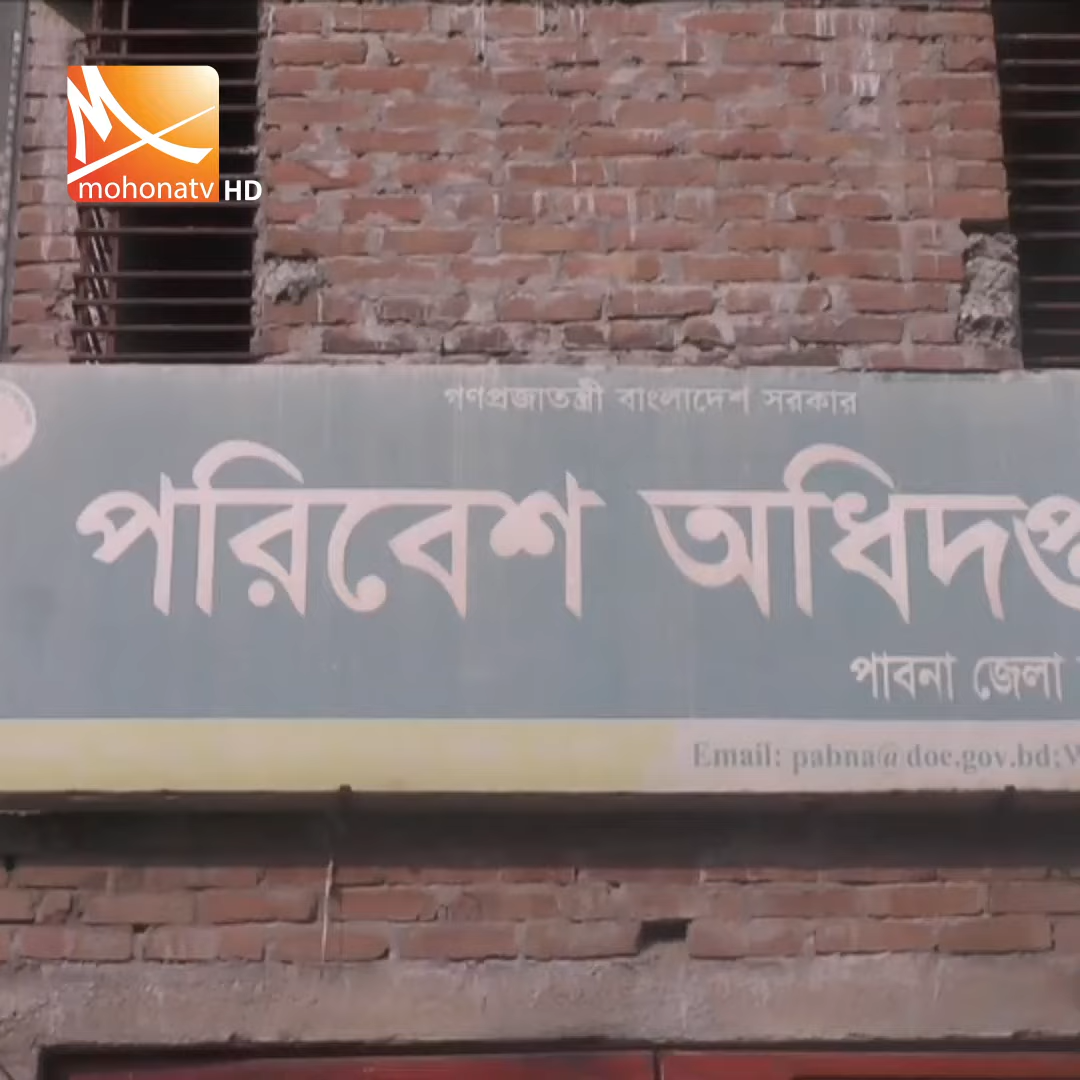 mohonatv HD
গণপ্রজাতন্ত্রী বাংলাদেশ সরকার
পরিবেশ অধিদপ্ত
পাবনা জেলা
Email: pabna@doe.gov.bd;W